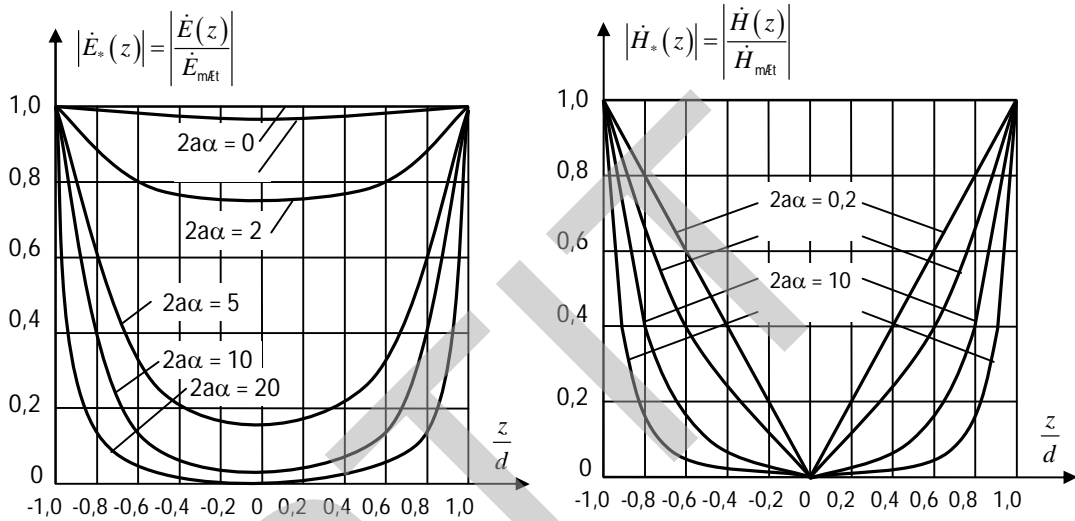 |Ė*(z)| = |Ė(z) / Ė mÆt|
1,0
0,8
0,6
0,4
0,2
0
2aα = 0
2aα = 2
2aα = 5
2aα = 10
2aα = 20
z/d
-1,0 -0,8 -0,6 -0,4 -0,2 0 0,2 0,4 0,6 0,8 1,0
|Ḣ*(z)| = |Ḣ(z) / Ḣ mÆt|
1,0
0,8
0,6
0,4
0,2
0
2aα = 0,2
2aα = 10
z/d
-1,0 -0,8 -0,6 -0,4 -0,2 0 0,2 0,4 0,6 0,8 1,0